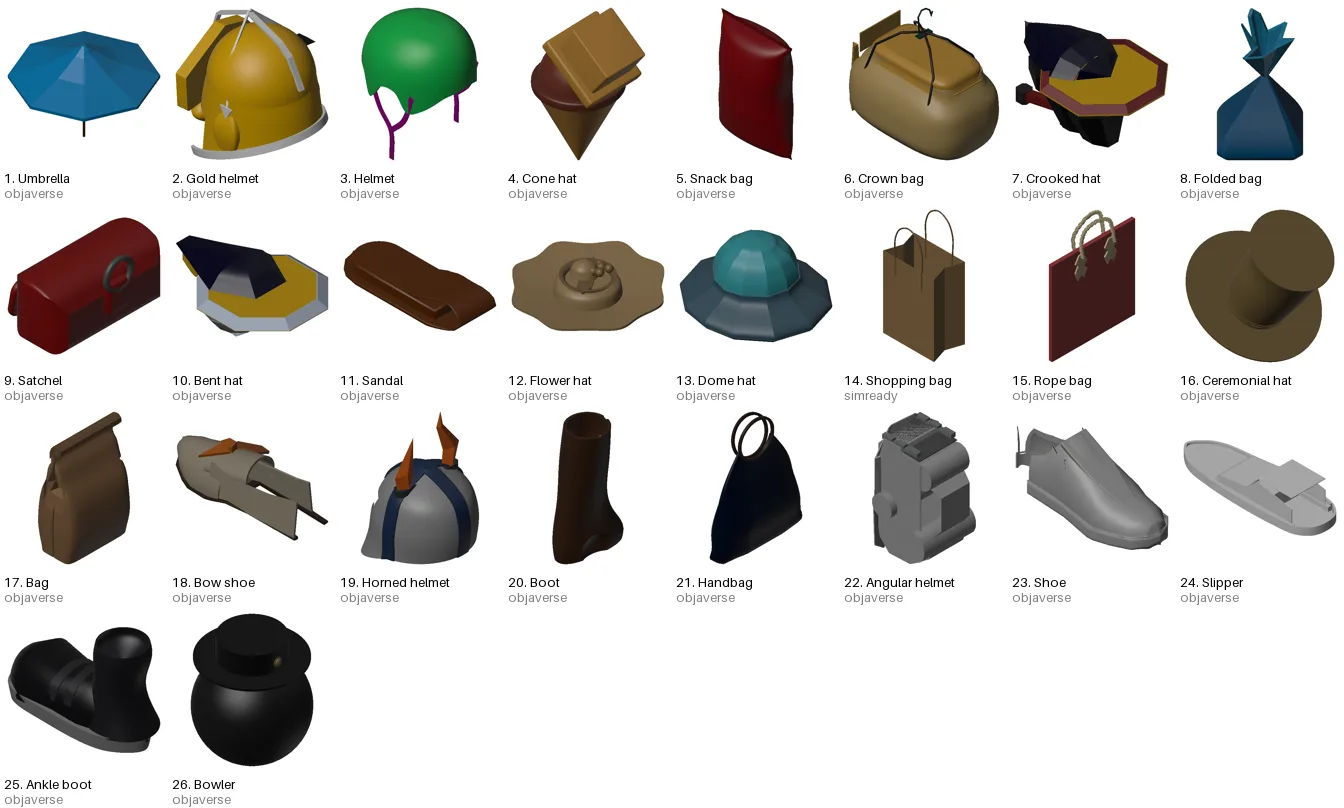 1. Umbrella
objaverse
2. Gold helmet
objaverse
3. Helmet
objaverse
4. Cone hat
objaverse
5. Snack bag
objaverse
6. Crown bag
objaverse
7. Crooked hat
objaverse
8. Folded bag
objaverse
9. Satchel
objaverse
10. Bent hat
objaverse
11. Sandal
objaverse
12. Flower hat
objaverse
13. Dome hat
objaverse
14. Shopping bag
simready
15. Rope bag
objaverse
16. Ceremonial hat
objaverse
17. Bag
objaverse
18. Bow shoe
objaverse
19. Horned helmet
objaverse
20. Boot
objaverse
21. Handbag
objaverse
22. Angular helmet
objaverse
23. Shoe
objaverse
24. Slipper
objaverse
25. Ankle boot
objaverse
26. Bowler
objaverse